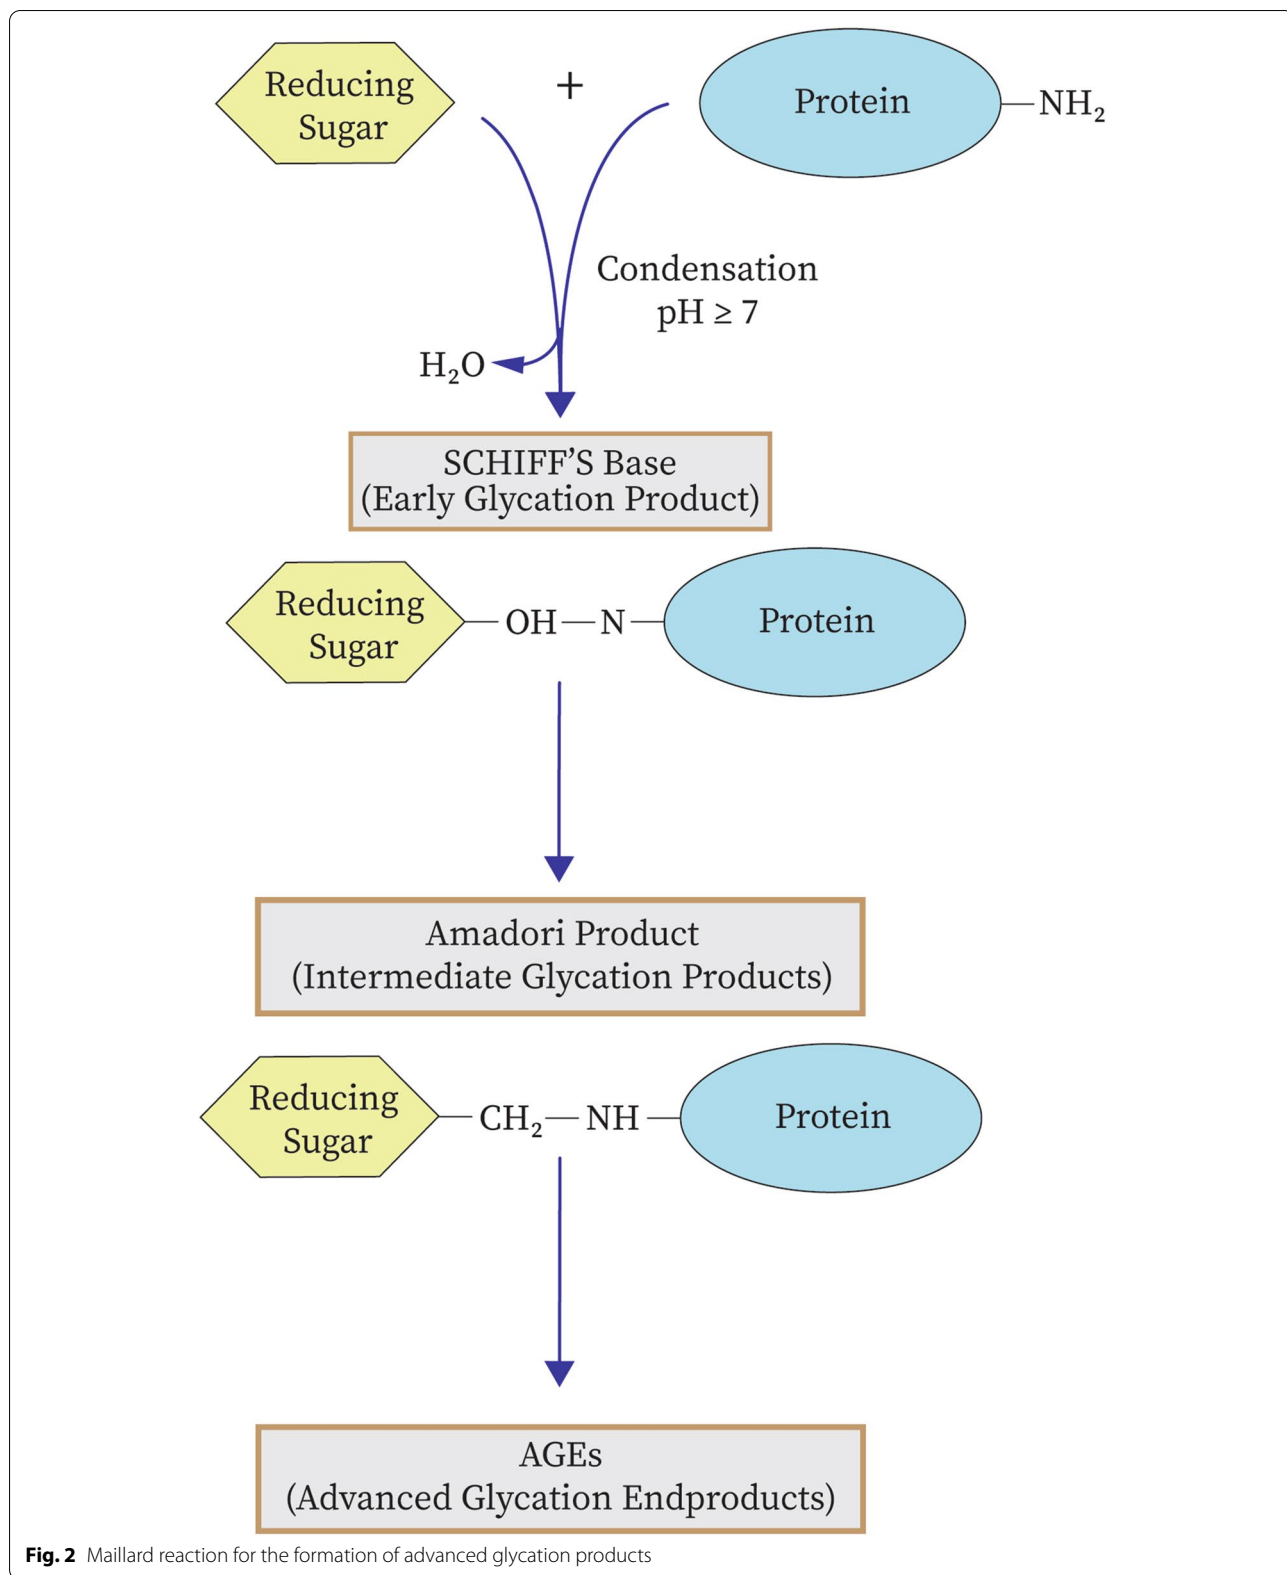 Reducing
Sugar
+
Protein
NH₂
Condensation
pH ≥ 7
H₂O
SCHIFF’S Base
(Early Glycation Product)
Reducing
Sugar
OH
N
Protein
Amadori Product
(Intermediate Glycation Products)
Reducing
Sugar
CH₂
NH
Protein
AGEs
(Advanced Glycation Endproducts)
Fig. 2 Maillard reaction for the formation of advanced glycation products